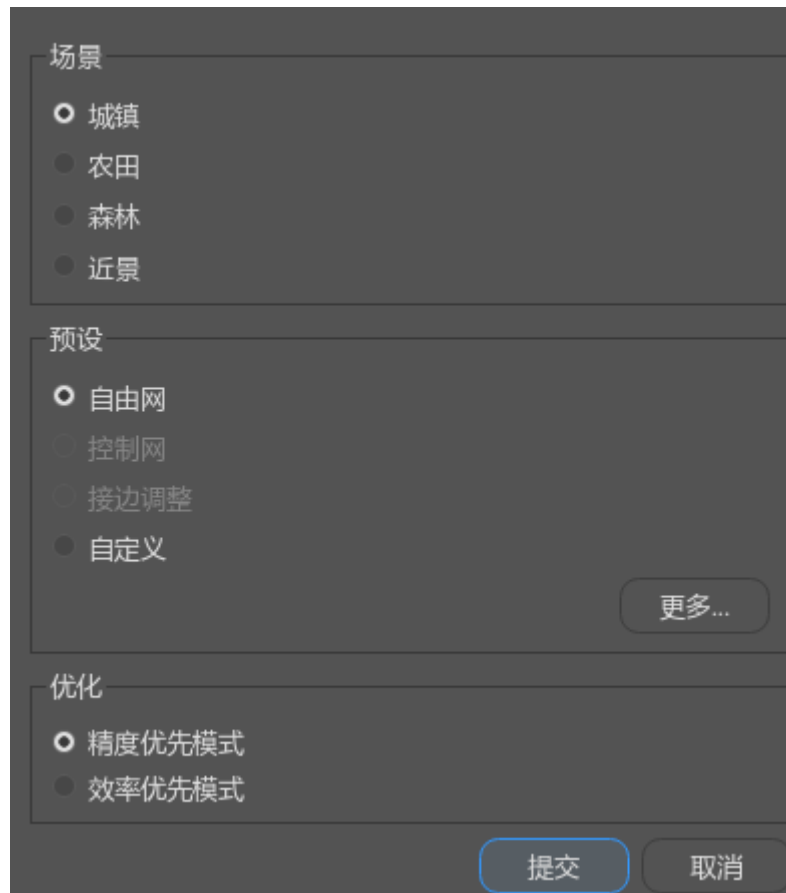 场景
城镇
农田
森林
近景
预设
自由网
控制网
接边调整
自定义
更多...
优化
精度优先模式
效率优先模式
提交 取消